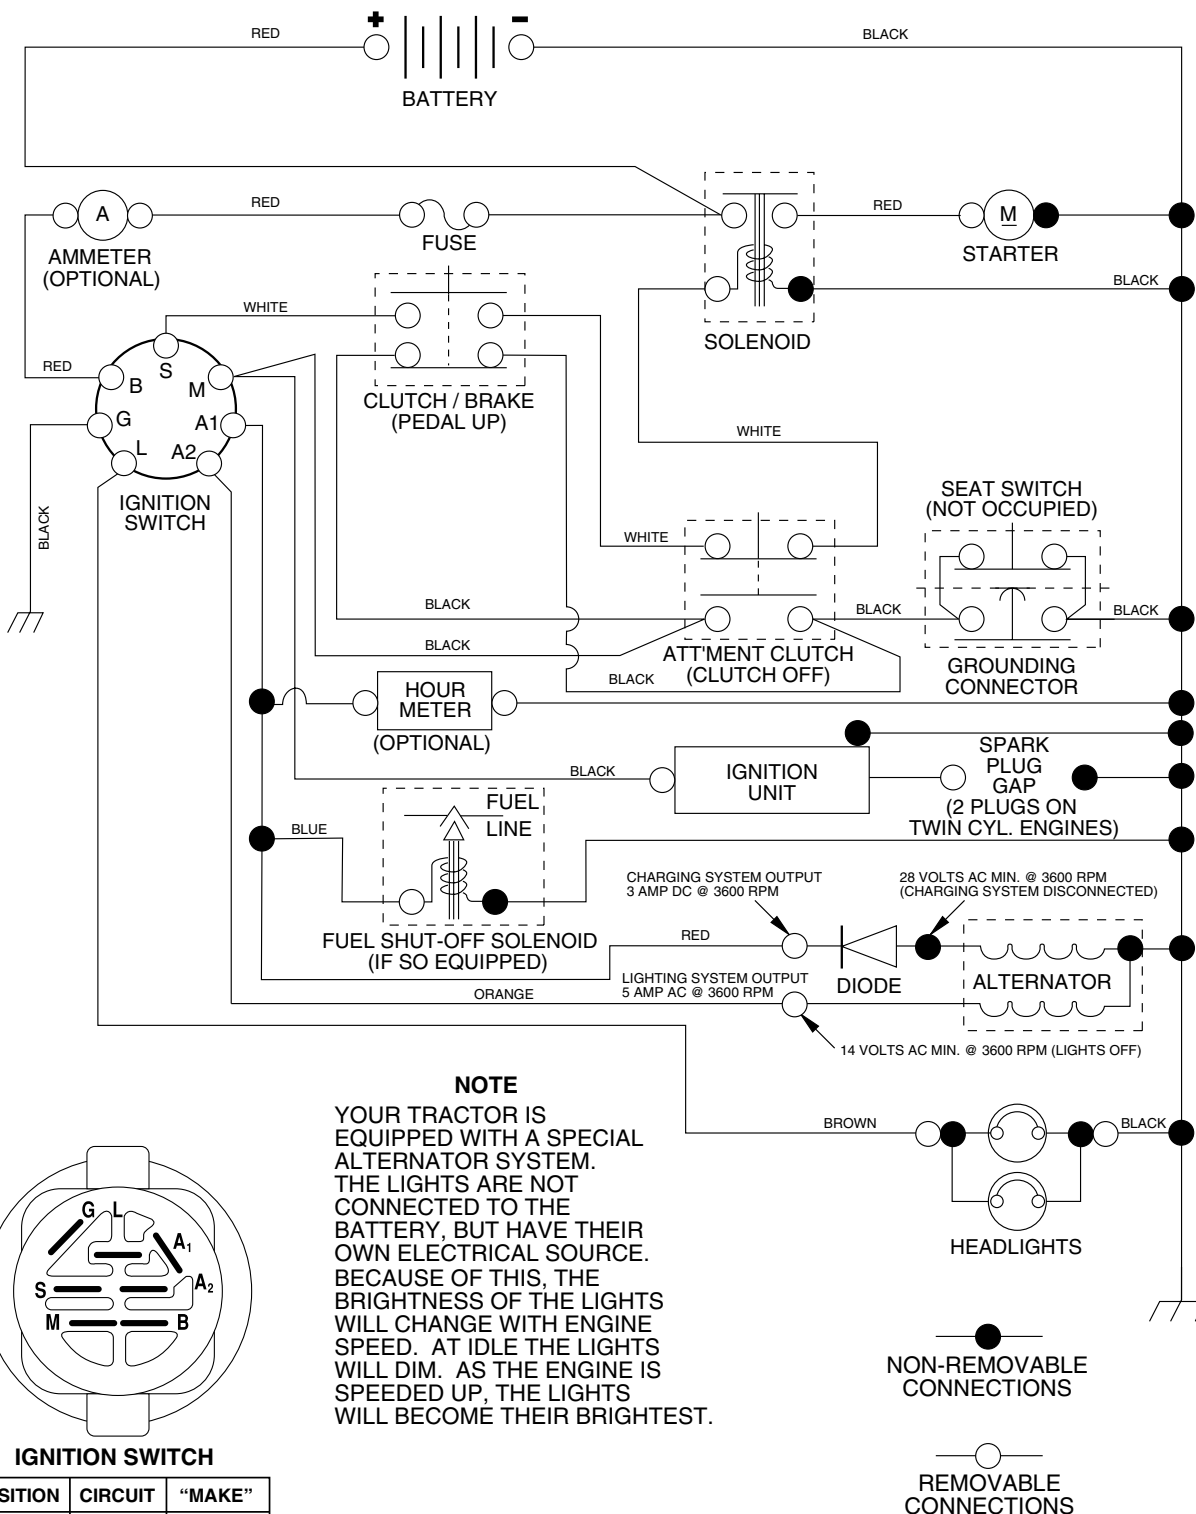 +
-
RED
BLACK
BATTERY
A
RED
RED
M
AMMETER
(OPTIONAL)
FUSE
STARTER
BLACK
WHITE
SOLENOID
RED
S
B
M
CLUTCH / BRAKE
(PEDAL UP)
G
A1
L
A2
WHITE
IGNITION
SWITCH
BLACK
SEAT SWITCH
(NOT OCCUPIED)
WHITE
BLACK
BLACK
BLACK
BLACK
ATT'MENT CLUTCH
(CLUTCH OFF)
GROUNDING
CONNECTOR
BLACK
HOUR
METER
(OPTIONAL)
BLACK
IGNITION
UNIT
SPARK
PLUG
GAP
(2 PLUGS ON
TWIN CYL. ENGINES)
FUEL
LINE
BLUE
CHARGING SYSTEM OUTPUT
3 AMP DC @ 3600 RPM
28 VOLTS AC MIN. @ 3600 RPM
(CHARGING SYSTEM DISCONNECTED)
FUEL SHUT-OFF SOLENOID
(IF SO EQUIPPED)
RED
DIODE
ALTERNATOR
LIGHTING SYSTEM OUTPUT
5 AMP AC @ 3600 RPM
ORANGE
14 VOLTS AC MIN. @ 3600 RPM (LIGHTS OFF)
NOTE
YOUR TRACTOR IS
EQUIPPED WITH A SPECIAL
ALTERNATOR SYSTEM.
THE LIGHTS ARE NOT
CONNECTED TO THE
BATTERY, BUT HAVE THEIR
OWN ELECTRICAL SOURCE.
BECAUSE OF THIS, THE
BRIGHTNESS OF THE LIGHTS
WILL CHANGE WITH ENGINE
SPEED. AT IDLE THE LIGHTS
WILL DIM. AS THE ENGINE IS
SPEEDED UP, THE LIGHTS
WILL BECOME THEIR BRIGHTEST.
BROWN
BLACK
HEADLIGHTS
G
L
A1
S
A2
M
B
IGNITION SWITCH
SITION CIRCUIT “MAKE”
NON-REMOVABLE
CONNECTIONS
REMOVABLE
CONNECTIONS